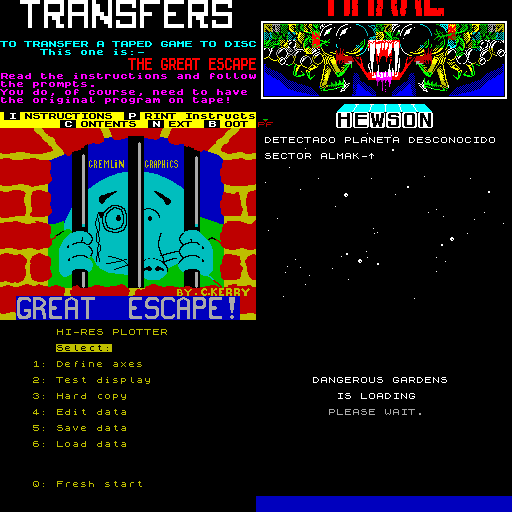 TRANSFERS
TO TRANSFER A TAPED GAME TO DISC
This one is:-
THE GREAT ESCAPE
Read the instructions and follow
the prompts.
You do, of course, need to have
the original program on tape!
I NSTRUCTIONS P RINT Instructs
C ONTENTS N EXT B OOT
GREMLIN GRAPHICS
BY. C.KERRY
GREAT ESCAPE!
HI-RES PLOTTER
Select:
1: Define axes
2: Test display
3: Hard copy
4: Edit data
5: Save data
6: Load data
Q: Fresh start
HEWSON
DETECTADO PLANETA DESCONOCIDO
SECTOR ALMAK-↑
DANGEROUS GARDENS
IS LOADING
PLEASE WAIT.